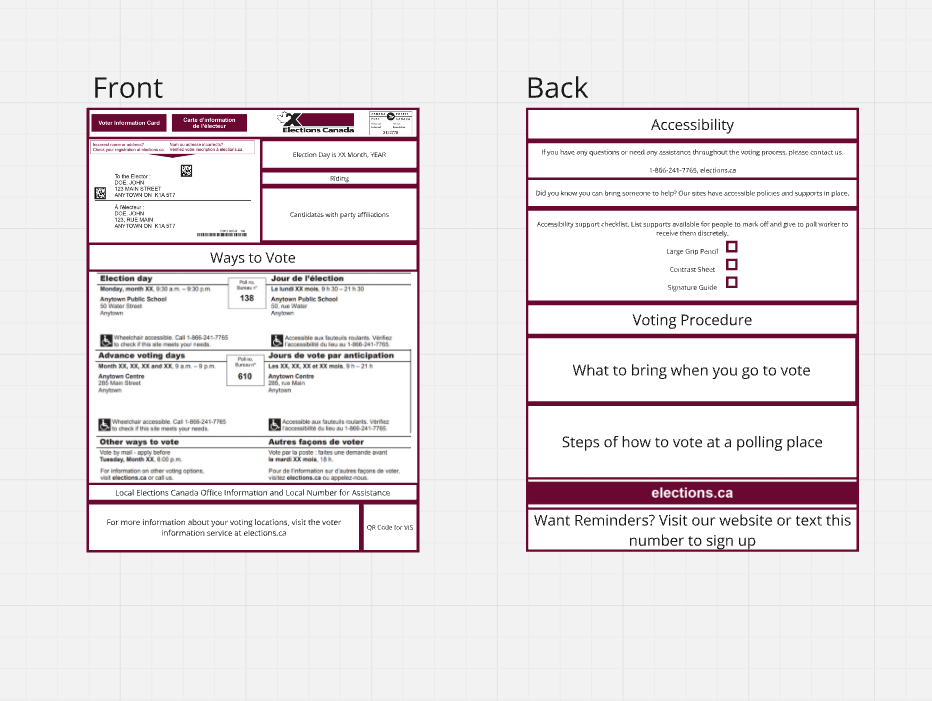 Front
Voter Information Card
Carte d'information
de l'électeur
Elections Canada
Incorrect name or address?
Check your registration at elections.ca.
Nom ou adresse incorrects?
Vérifiez votre inscription à elections.ca.
To the Elector :
DOE, JOHN
123 MAIN STREET
ANYTOWN ON K1A 5T7
À l'électeur :
DOE, JOHN
123, RUE MAIN
ANYTOWN ON K1A 5T7
Election Day is XX Month, YEAR
Riding
Candidates with party affiliations
Ways to Vote
Election day
Monday, month XX, 9:30 a.m. – 9:30 p.m.
Anytown Public School
50 Water Street
Anytown
Wheelchair accessible. Call 1-866-241-7765
to check if this site meets your needs.
Poll no.
Bureau nº
138
Jour de l'élection
Le lundi XX mois, 9 h 30 – 21 h 30
Anytown Public School
50, rue Water
Anytown
Accessible aux fauteuils roulants. Vérifiez
l'accessibilité du lieu au 1-866-241-7765.
Advance voting days
Month XX, XX, XX and XX, 9 a.m. – 9 p.m.
Anytown Centre
285 Main Street
Anytown
Wheelchair accessible. Call 1-866-241-7765
to check if this site meets your needs.
Poll no.
Bureau nº
610
Jours de vote par anticipation
Les XX, XX, XX et XX mois, 9 h – 21 h
Anytown Centre
285, rue Main
Anytown
Accessible aux fauteuils roulants. Vérifiez
l'accessibilité du lieu au 1-866-241-7765.
Other ways to vote
Vote by mail - apply before
Tuesday, Month XX, 6:00 p.m.
For information on other voting options,
visit elections.ca or call us.
Autres façons de voter
Vote par la poste : faites une demande avant
le mardi XX mois, 18 h.
Pour de l'information sur d'autres façons de voter,
visitez elections.ca ou appelez-nous.
Local Elections Canada Office Information and Local Number for Assistance
For more information about your voting locations, visit the voter
information service at elections.ca
QR Code for VIS
Back
Accessibility
If you have any questions or need any assistance throughout the voting process, please contact us.
1-866-241-7765, elections.ca
Did you know you can bring someone to help? Our sites have accessible policies and supports in place.
Accessibility support checklist. List supports available for people to mark off and give to poll worker to
receive them discretely.
Large Grip Pencil
Contrast Sheet
Signature Guide
Voting Procedure
What to bring when you go to vote
Steps of how to vote at a polling place
elections.ca
Want Reminders? Visit our website or text this
number to sign up